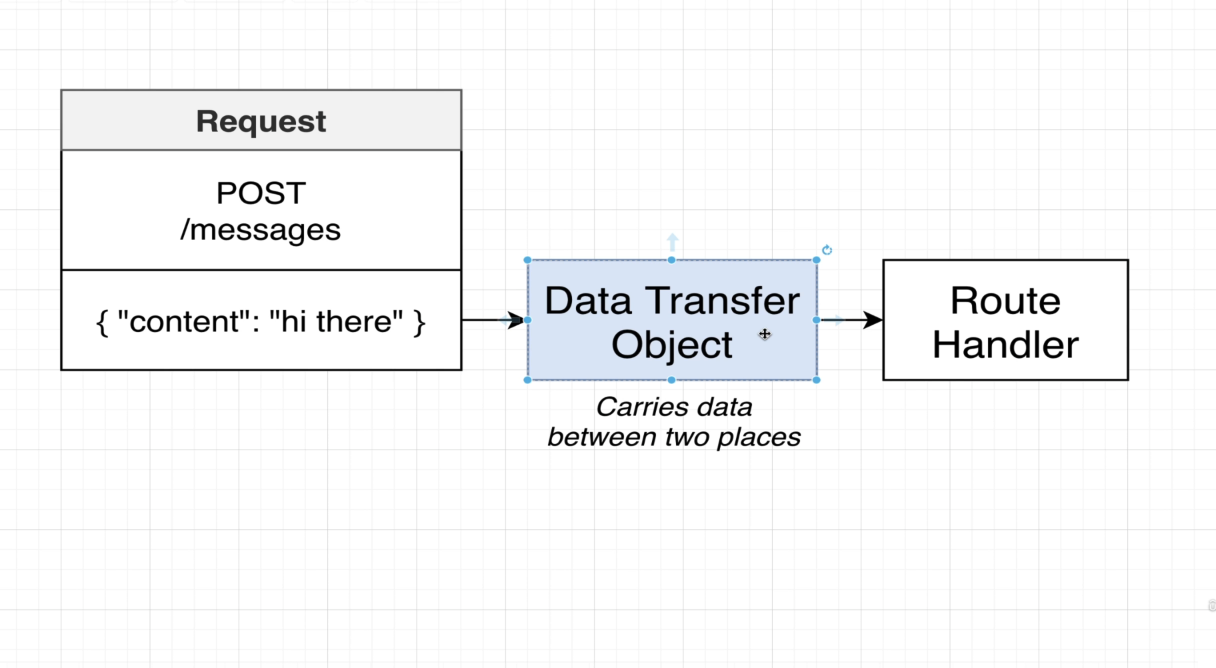 Request
POST
/messages
{ "content": "hi there" }
Data Transfer
Object
Carries data
between two places
Route
Handler